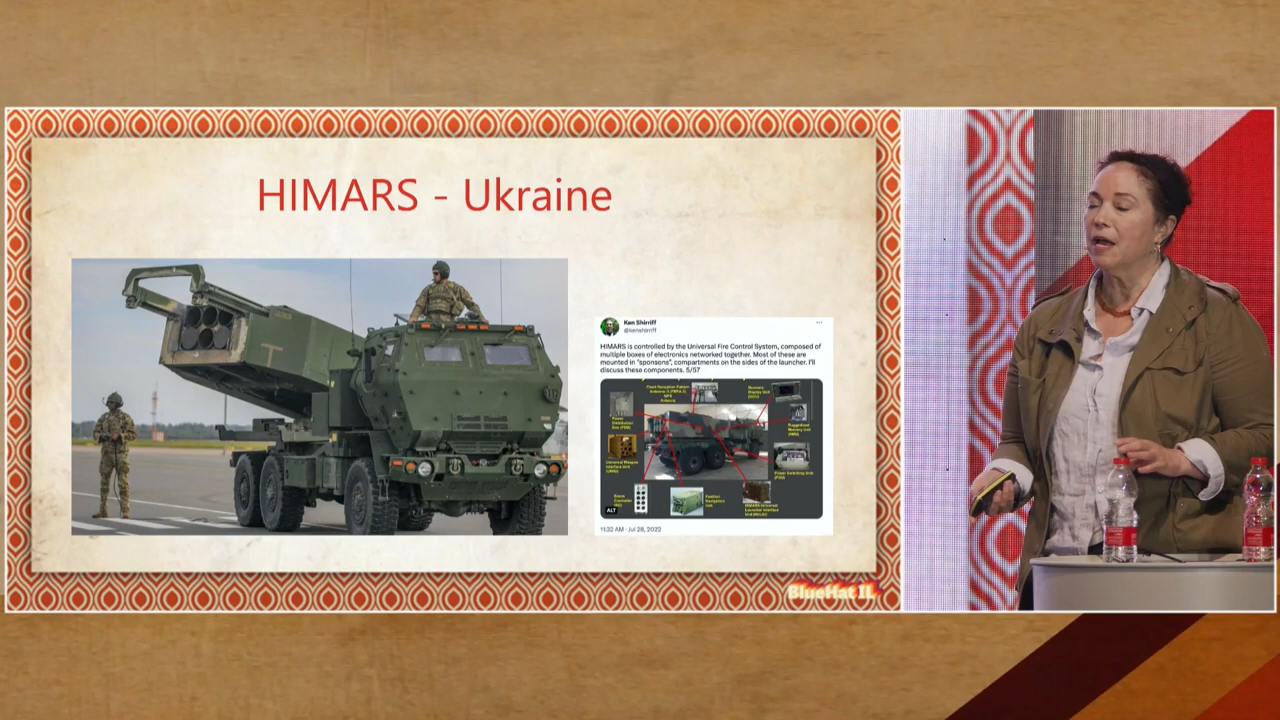 HIMARS - Ukraine
Ken Shirriff
@kenshirriff
HIMARS is controlled by the Universal Fire Control System, composed of
multiple boxes of electronics networked together. Most of these are
mounted in "sponsons", compartments on the sides of the launcher. I'll
discuss these components. 5/57
ALT
11:32 AM · Jul 28, 2022
BlueHat IL